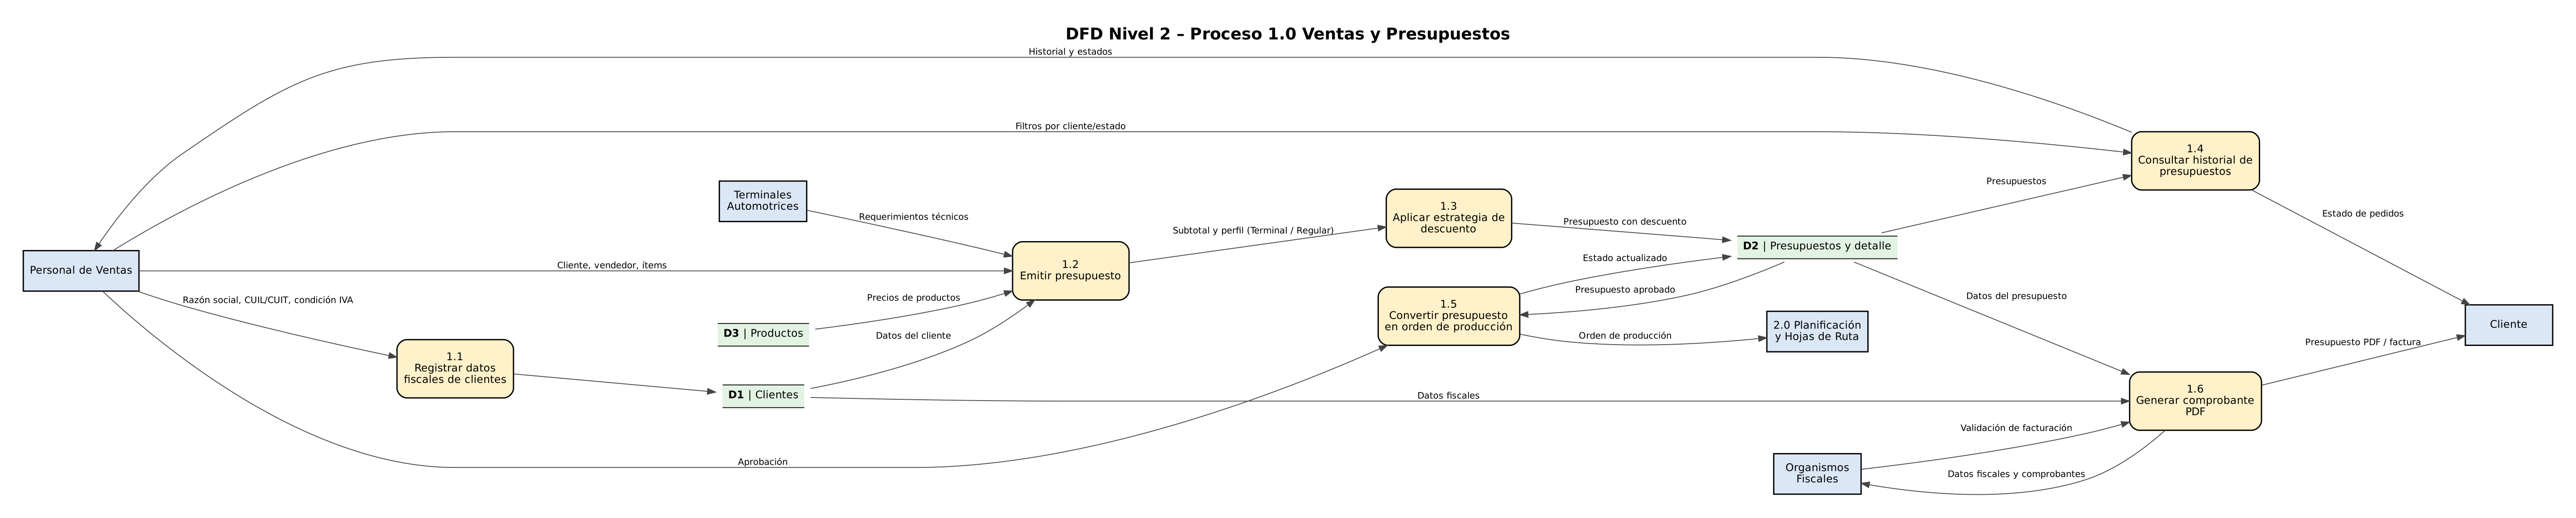 DFD Nivel 2 – Proceso 1.0 Ventas y Presupuestos
Historial y estados
Filtros por cliente/estado
1.4
Consultar historial de
presupuestos
Terminales
Automotrices
Requerimientos técnicos
1.3
Aplicar estrategia de
descuento
Presupuestos
Estado de pedidos
Subtotal y perfil (Terminal / Regular)
Presupuesto con descuento
D2 | Presupuestos y detalle
Personal de Ventas
Cliente, vendedor, ítems
1.2
Emitir presupuesto
Estado actualizado
Razón social, CUIL/CUIT, condición IVA
Precios de productos
Presupuesto aprobado
Datos del presupuesto
D3 | Productos
Datos del cliente
1.5
Convertir presupuesto
en orden de producción
Orden de producción
2.0 Planificación
y Hojas de Ruta
Cliente
Presupuesto PDF / factura
1.1
Registrar datos
fiscales de clientes
D1 | Clientes
Datos fiscales
1.6
Generar comprobante
PDF
Validación de facturación
Aprobación
Organismos
Fiscales
Datos fiscales y comprobantes